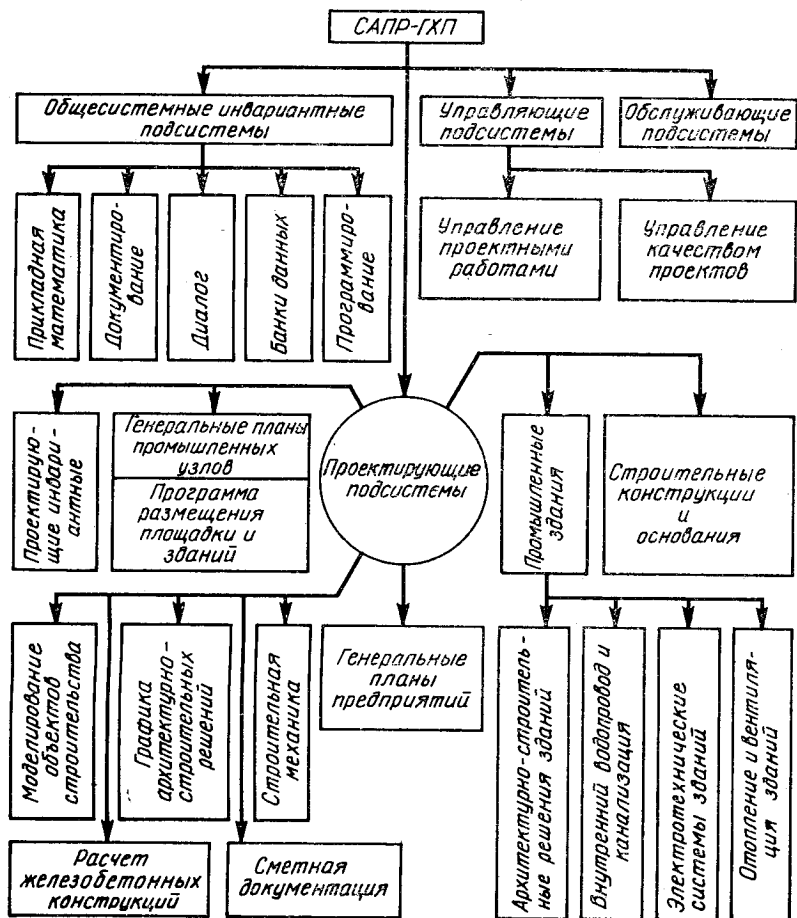 САПР-ГХП
Общесистемные инвариантные
подсистемы
Управляющие
подсистемы
Обслуживающие
подсистемы
Прикладная
математика
Документиро-
вание
Диалог
Банки данных
Программиро-
вание
Управление
проектными
работами
Управление
качеством
проектов
Проектирую-
щие инвари-
антные
Генеральные планы
промышленных
узлов
Программа
размещения
площадки и
зданий
Проектирующие
подсистемы
Промышленные
здания
Строительные
конструкции
и
основания
Моделирование
объектов
строительства
Графика
архитектурно-
строительных
решений
Строительная
механика
Генеральные
планы
предприятий
Архитектурно-строитель-
ные решения зданий
Внутренний водопровод и
канализация
Электротехнические
системы зданий
Отопление и вентиля-
ция зданий
Расчет
железобетонных
конструкций
Сметная
документация